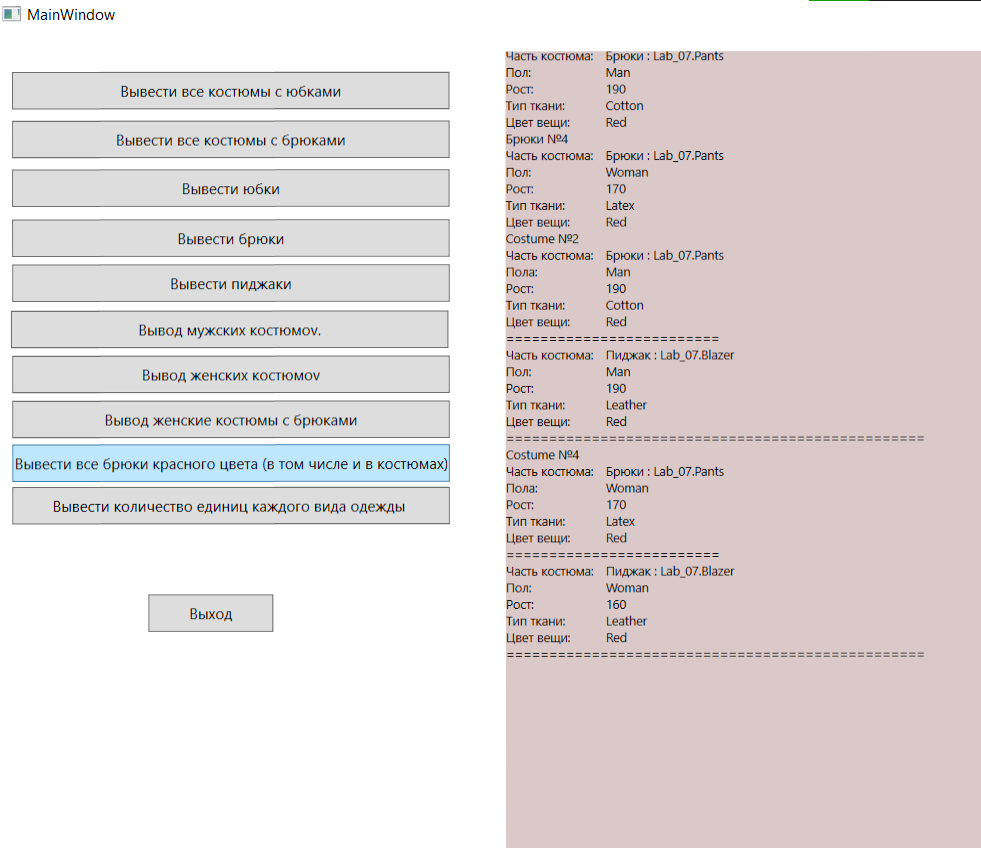 MainWindow
Вывести все костюмы с юбками
Вывести все костюмы с брюками
Вывести юбки
Вывести брюки
Вывести пиджаки
Вывод мужских костюмоv.
Вывод женских костюмоv
Вывод женские костюмы с брюками
Вывести все брюки красного цвета (в том числе и в костюмах)
Вывести количество единиц каждого вида одежды
Выход
Часть костюма: Брюки : Lab_07.Pants
Пол: Man
Рост: 190
Тип ткани: Cotton
Цвет вещи: Red
Брюки №4
Часть костюма: Брюки : Lab_07.Pants
Пол: Woman
Рост: 170
Тип ткани: Latex
Цвет вещи: Red
Costume №2
Часть костюма: Брюки : Lab_07.Pants
Пола: Man
Рост: 190
Тип ткани: Cotton
Цвет вещи: Red
=========================
Часть костюма: Пиджак : Lab_07.Blazer
Пол: Man
Рост: 190
Тип ткани: Leather
Цвет вещи: Red
=================================================
Costume №4
Часть костюма: Брюки : Lab_07.Pants
Пола: Woman
Рост: 170
Тип ткани: Latex
Цвет вещи: Red
=========================
Часть костюма: Пиджак : Lab_07.Blazer
Пол: Woman
Рост: 160
Тип ткани: Leather
Цвет вещи: Red
=================================================